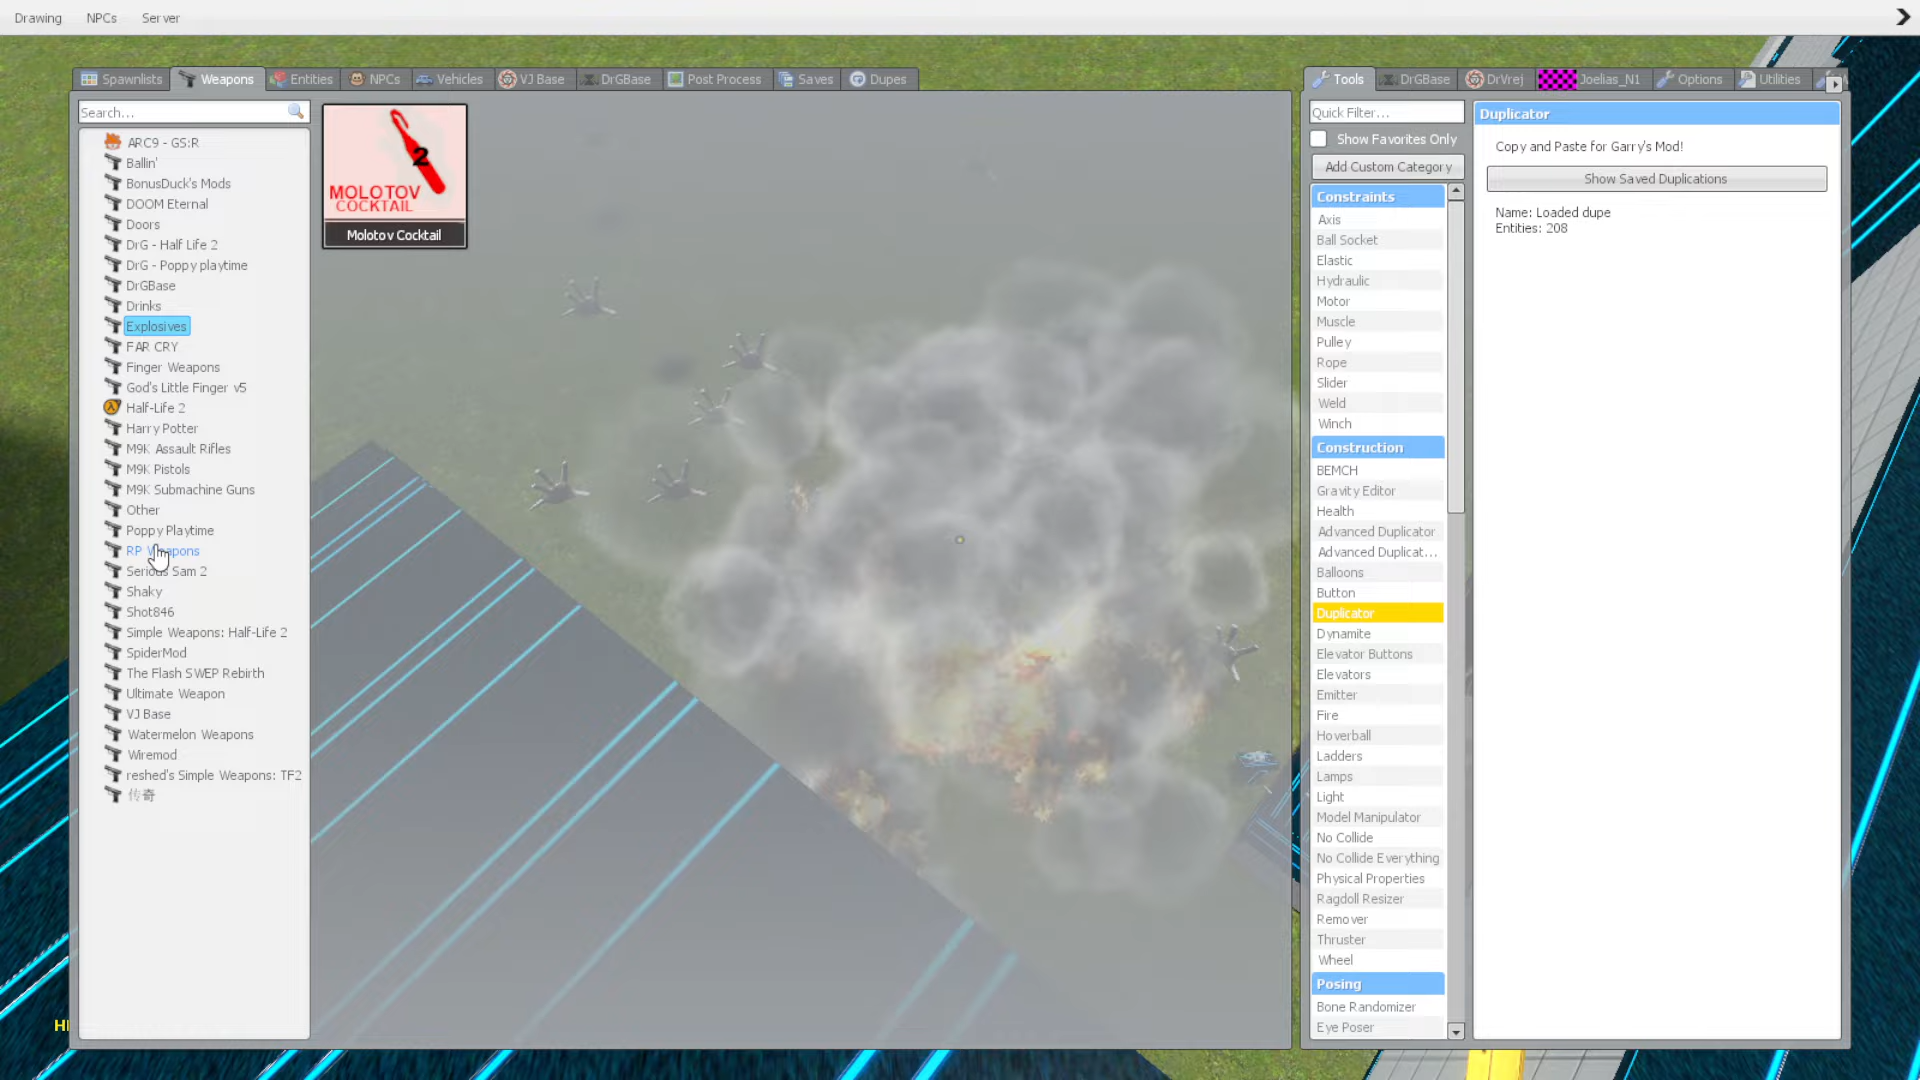 Drawing NPCs Server
Spawnlists Weapons Entities NPCs Vehicles VJ Base DrGBase Post Process Saves Dupes
Search...
ARC9 - GS:R
Ballin'
BonusDuck's Mods
DOOM Eternal
Doors
DrG - Half Life 2
DrG - Poppy playtime
DrGBase
Drinks
Explosives
FAR CRY
Finger Weapons
God's Little Finger v5
Half-Life 2
Harry Potter
M9K Assault Rifles
M9K Pistols
M9K Submachine Guns
Other
Poppy Playtime
RP Weapons
Serious Sam 2
Shaky
Shot846
Simple Weapons: Half-Life 2
SpiderMod
The Flash SWEP Rebirth
Ultimate Weapon
VJ Base
Watermelon Weapons
Wiremod
reshed's Simple Weapons: TF2
传奇
2
MOLOTOV
COCKTAIL
Molotov Cocktail
Tools DrGBase DrVrej Joelias_N1 Options Utilities
Quick Filter...
Show Favorites Only
Add Custom Category
Constraints
Axis
Ball Socket
Elastic
Hydraulic
Motor
Muscle
Pulley
Rope
Slider
Weld
Winch
Construction
BEMCH
Gravity Editor
Health
Advanced Duplicator
Advanced Duplicat...
Balloons
Button
Duplicator
Dynamite
Elevator Buttons
Elevators
Emitter
Fire
Hoverball
Ladders
Lamps
Light
Model Manipulator
No Collide
No Collide Everything
Physical Properties
Ragdoll Resizer
Remover
Thruster
Wheel
Posing
Bone Randomizer
Eye Poser
Duplicator
Copy and Paste for Garry's Mod!
Show Saved Duplications
Name: Loaded dupe
Entities: 208